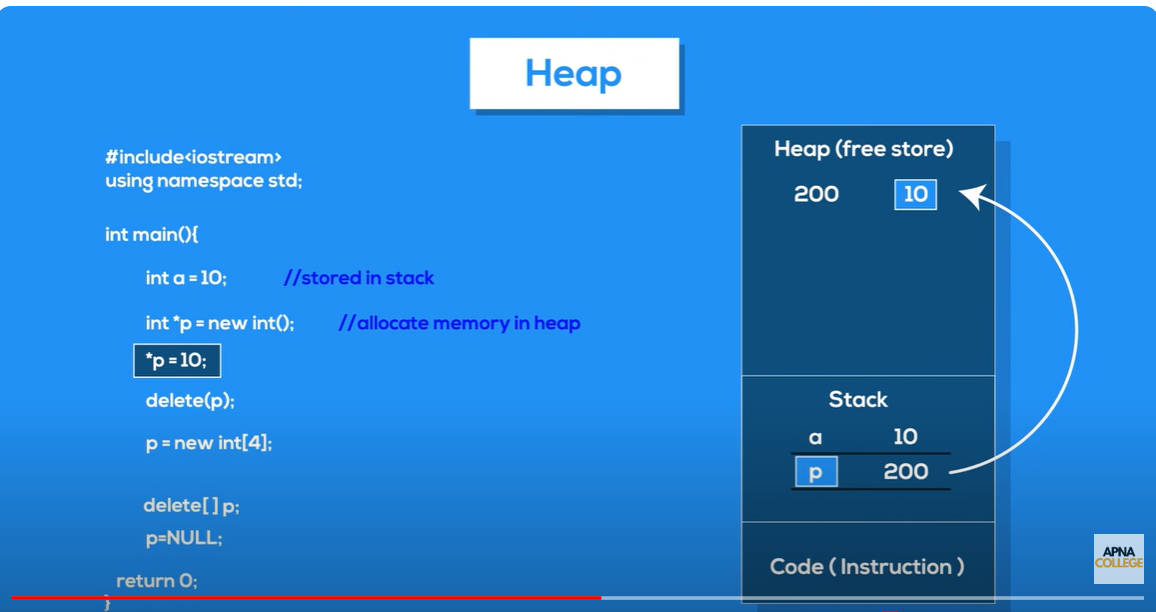 Heap
#include<iostream>
using namespace std;
int main(){
int a = 10; //stored in stack
int *p = new int(); //allocate memory in heap
*p = 10;
delete(p);
p = new int[4];
delete[ ] p;
p=NULL;
return 0;
}
Heap (free store)
200 10
Stack
a 10
p 200
Code ( Instruction )
APNA
COLLEGE